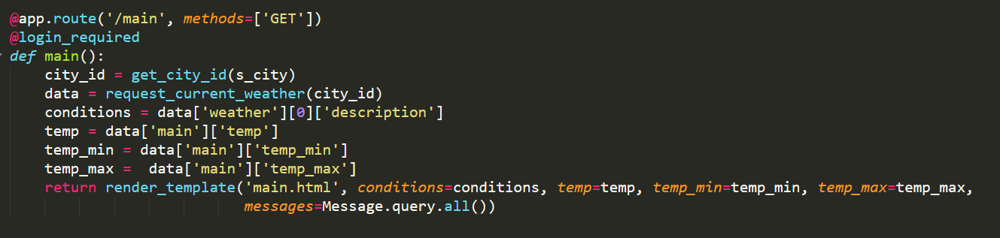 @app.route('/main', methods=['GET'])
@login_required
def main():
    city_id = get_city_id(s_city)
    data = request_current_weather(city_id)
    conditions = data['weather'][0]['description']
    temp = data['main']['temp']
    temp_min = data['main']['temp_min']
    temp_max =  data['main']['temp_max']
    return render_template('main.html', conditions=conditions, temp=temp, temp_min=temp_min, temp_max=temp_max,
                           messages=Message.query.all())